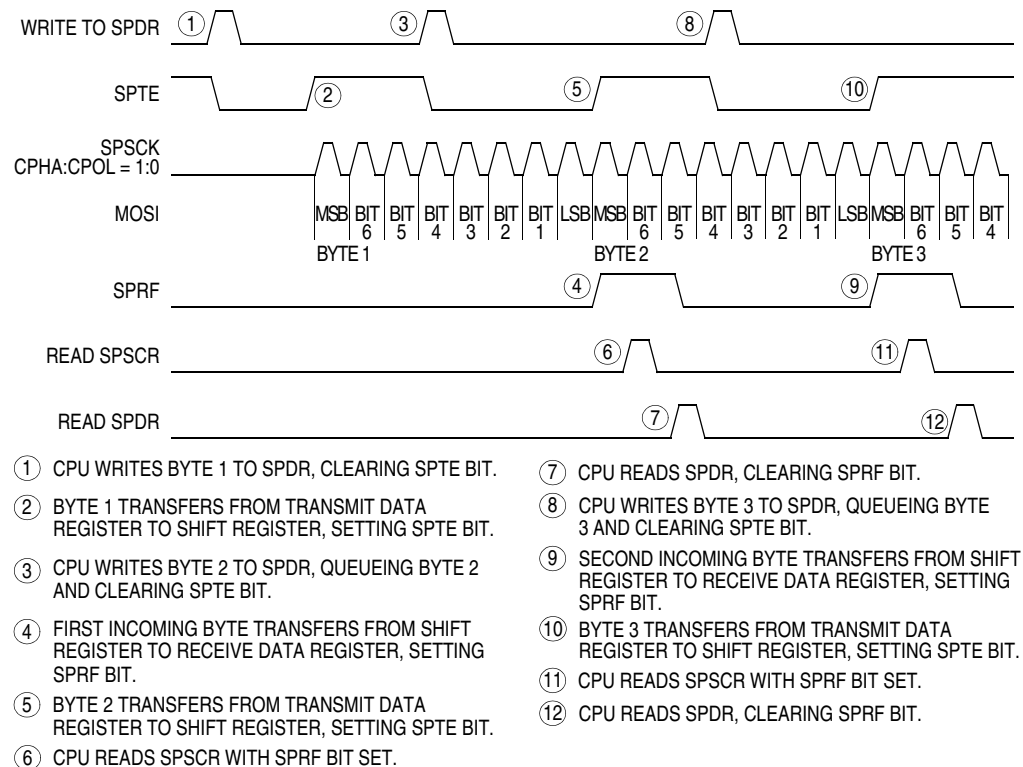 WRITE TO SPDR
1
3
8
SPTE
2
5
10
SPSCK
CPHA:CPOL = 1:0
MOSI
MSB BIT 6 BIT 5 BIT 4 BIT 3 BIT 2 BIT 1 LSB MSB BIT 6 BIT 5 BIT 4 BIT 3 BIT 2 BIT 1 LSB MSB BIT 6 BIT 5 BIT 4
BYTE 1
BYTE 2
BYTE 3
SPRF
4
9
READ SPSCR
6
11
READ SPDR
7
12
1 CPU WRITES BYTE 1 TO SPDR, CLEARING SPTE BIT.
2 BYTE 1 TRANSFERS FROM TRANSMIT DATA
REGISTER TO SHIFT REGISTER, SETTING SPTE BIT.
3 CPU WRITES BYTE 2 TO SPDR, QUEUEING BYTE 2
AND CLEARING SPTE BIT.
4 FIRST INCOMING BYTE TRANSFERS FROM SHIFT
REGISTER TO RECEIVE DATA REGISTER, SETTING
SPRF BIT.
5 BYTE 2 TRANSFERS FROM TRANSMIT DATA
REGISTER TO SHIFT REGISTER, SETTING SPTE BIT.
6 CPU READS SPSCR WITH SPRF BIT SET.
7 CPU READS SPDR, CLEARING SPRF BIT.
8 CPU WRITES BYTE 3 TO SPDR, QUEUEING BYTE
3 AND CLEARING SPTE BIT.
9 SECOND INCOMING BYTE TRANSFERS FROM SHIFT
REGISTER TO RECEIVE DATA REGISTER, SETTING
SPRF BIT.
10 BYTE 3 TRANSFERS FROM TRANSMIT DATA
REGISTER TO SHIFT REGISTER, SETTING SPTE BIT.
11 CPU READS SPSCR WITH SPRF BIT SET.
12 CPU READS SPDR, CLEARING SPRF BIT.